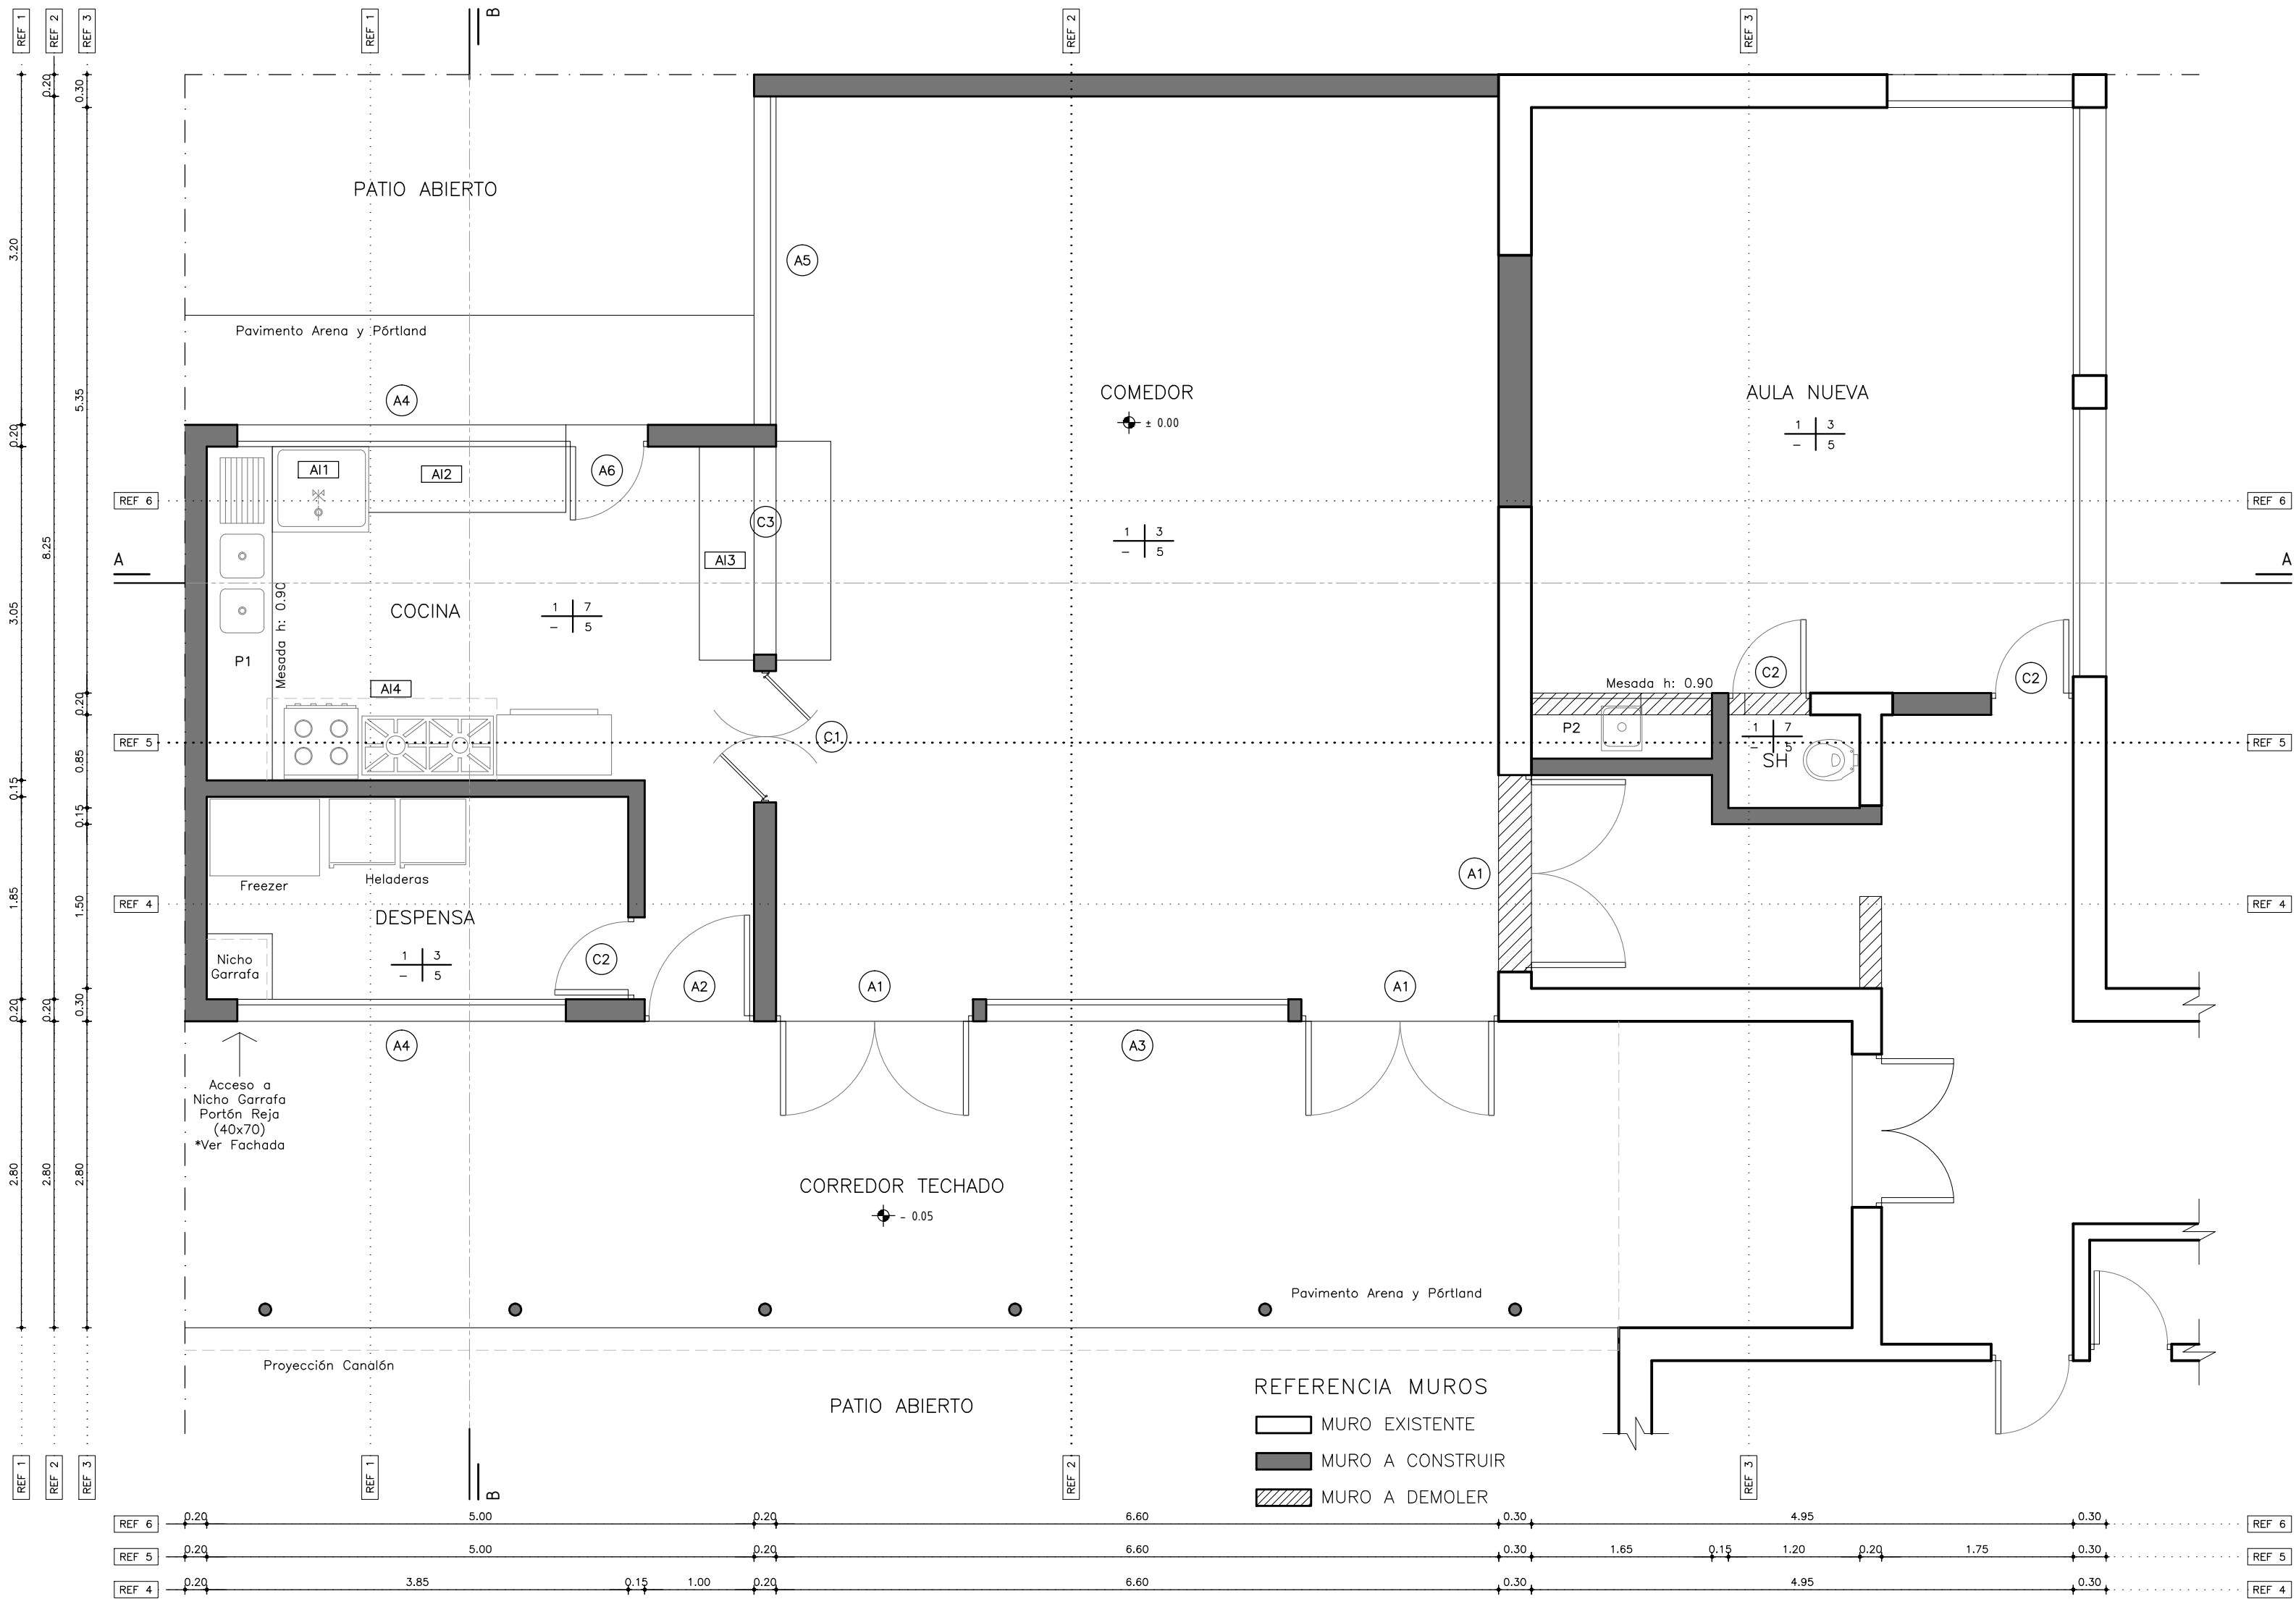 REF 1
REF 2
REF 3
REF 1
B
REF 2
REF 3
0.20
0.30
3.20
5.35
0.20
8.25
3.05
0.20
0.85
0.15
0.15
1.85
1.50
0.20
0.20
0.30
2.80
2.80
2.80
PATIO ABIERTO
Pavimento Arena y Pórtland
A4
A5
COMEDOR
± 0.00
1 3
– 5
AULA NUEVA
1 3
– 5
REF 6
REF 6
AI1
AI2
A6
C3
AI3
A
A
COCINA
1 7
– 5
Mesada h: 0.90
P1
AI4
C1
REF 5
REF 5
Mesada h: 0.90
C2
C2
P2
1 7
– 5
SH
Freezer
Heladeras
A1
REF 4
REF 4
DESPENSA
1 3
– 5
Nicho
Garrafa
C2
A2
A1
A1
A4
A3
Acceso a
Nicho Garrafa
Portón Reja
(40x70)
*Ver Fachada
CORREDOR TECHADO
– 0.05
Pavimento Arena y Pórtland
Proyección Canalón
PATIO ABIERTO
REFERENCIA MUROS
MURO EXISTENTE
MURO A CONSTRUIR
MURO A DEMOLER
REF 1
REF 2
REF 3
REF 1
B
REF 2
REF 3
REF 6 0.20 5.00 0.20 6.60 0.30 4.95 0.30 REF 6
REF 5 0.20 5.00 0.20 6.60 0.30 1.65 0.15 1.20 0.20 1.75 0.30 REF 5
REF 4 0.20 3.85 0.15 1.00 0.20 6.60 0.30 4.95 0.30 REF 4